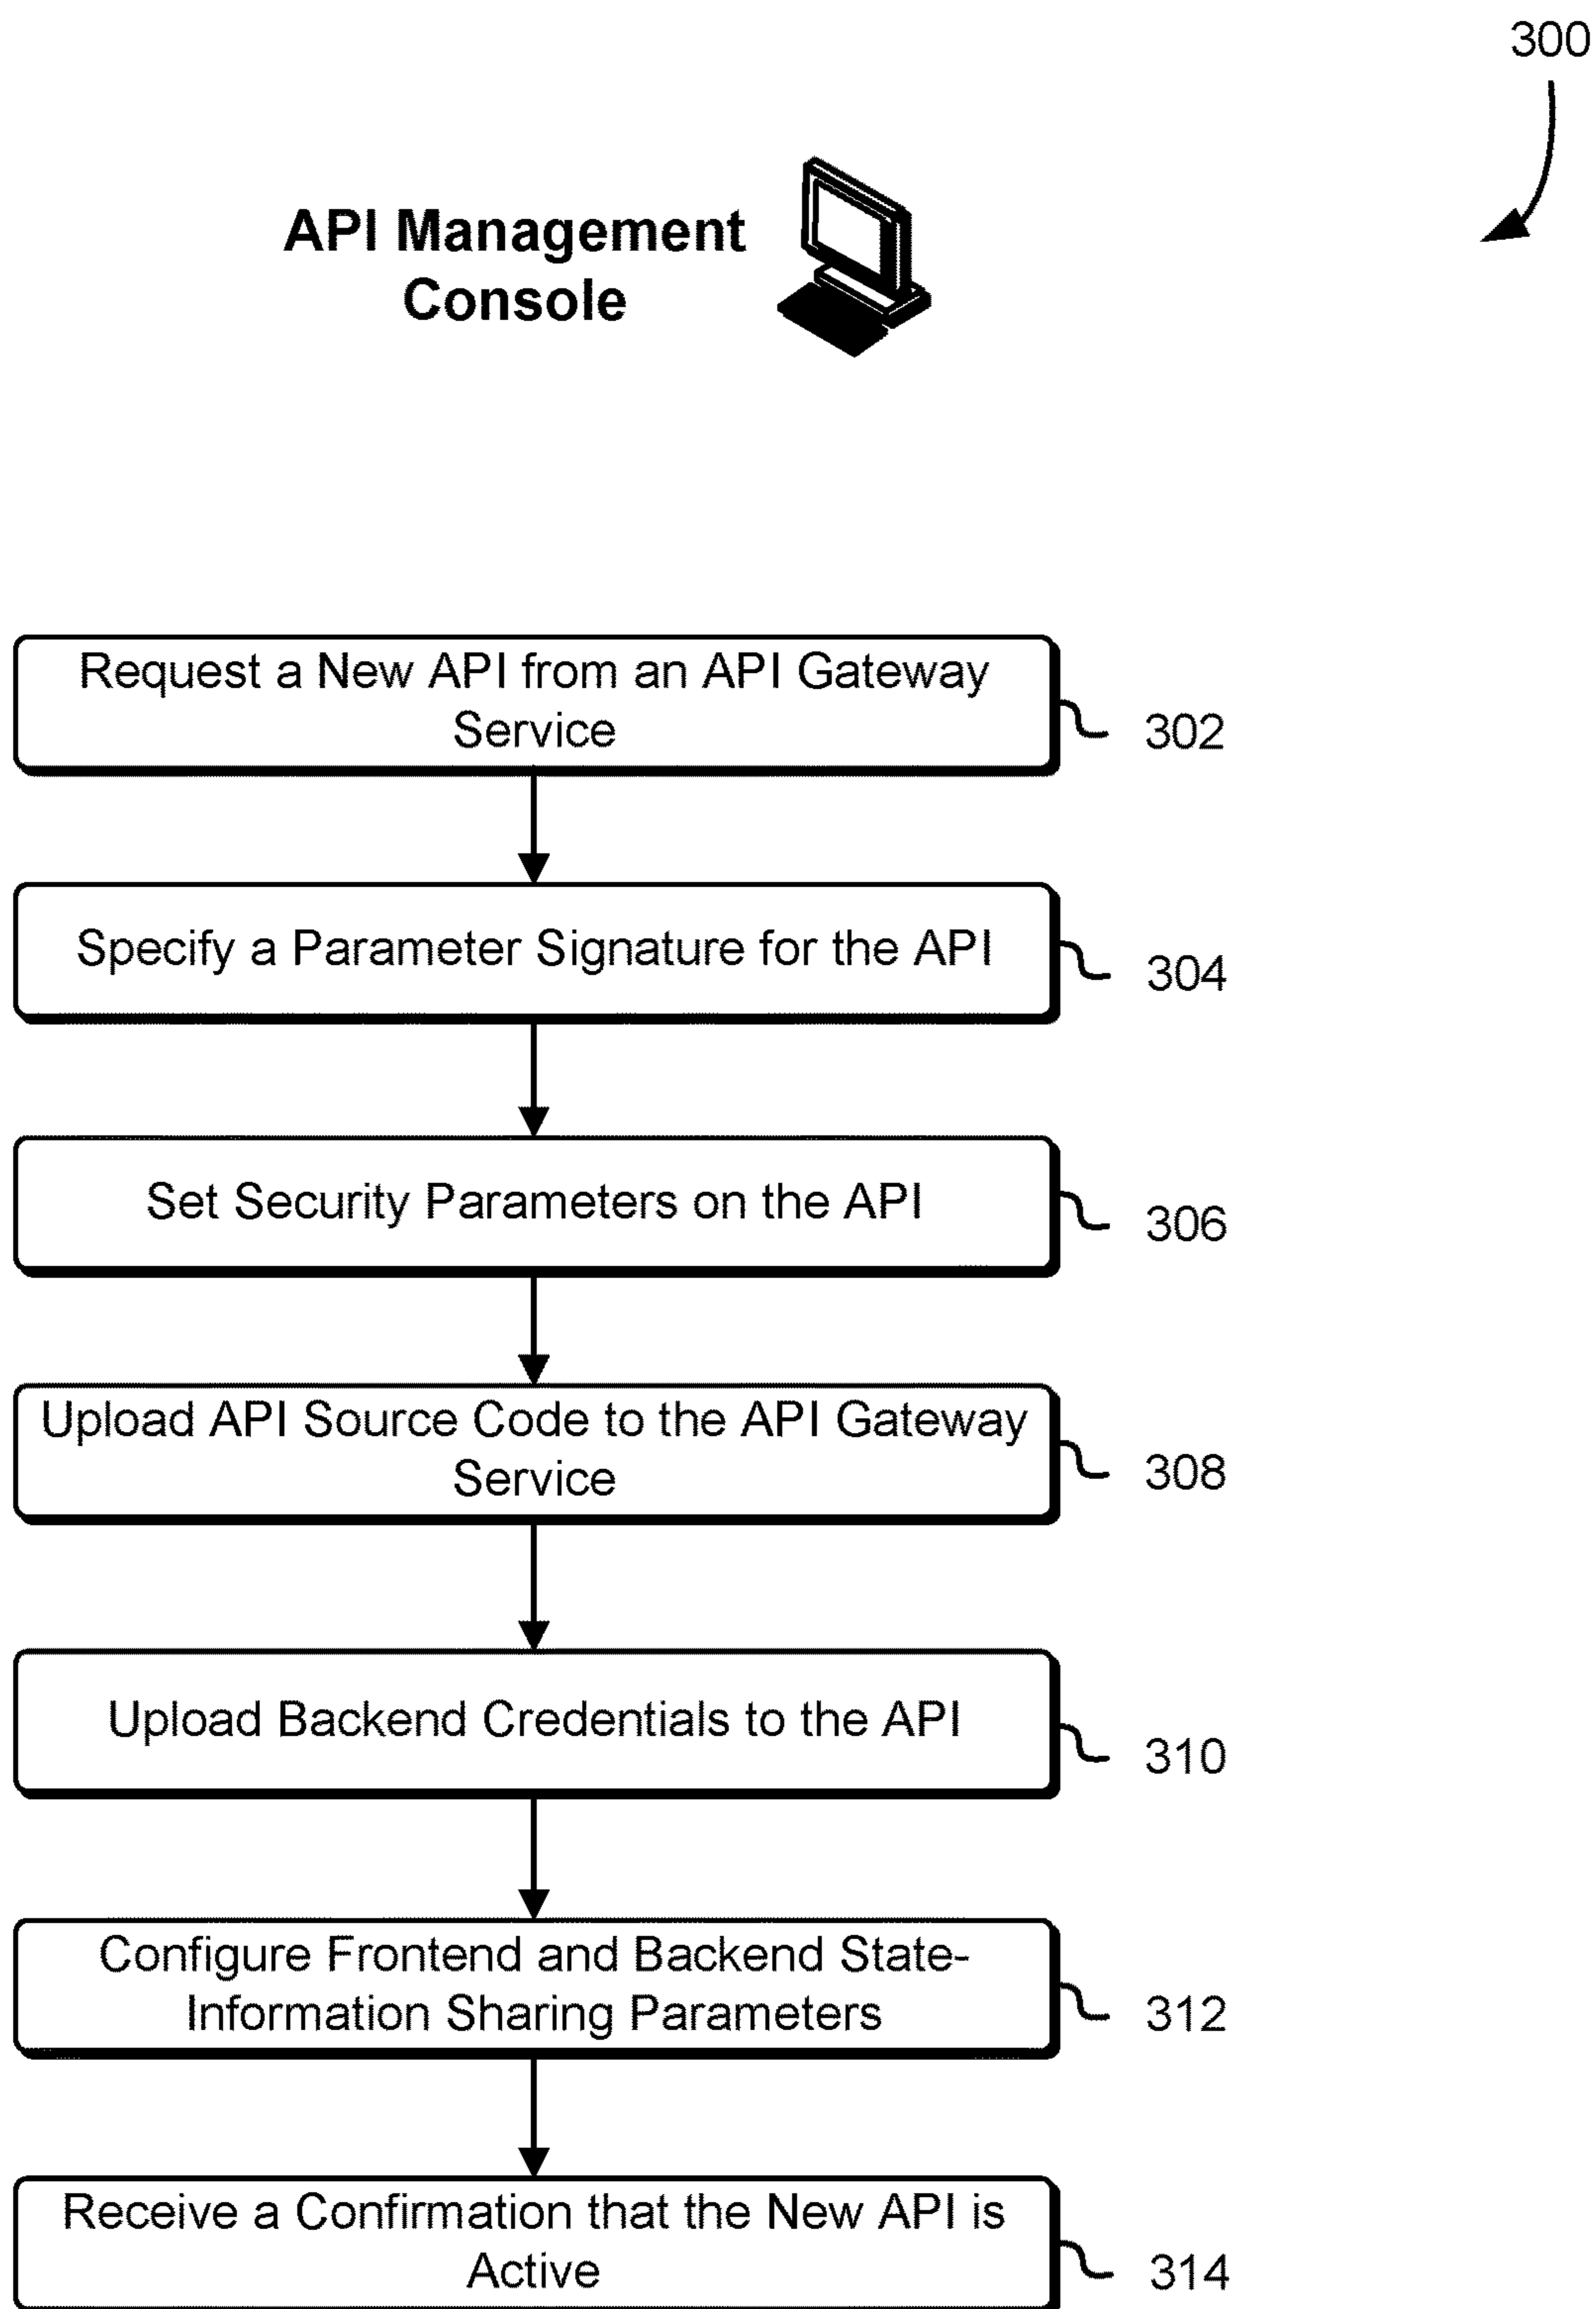 300
API Management
Console
Request a New API from an API Gateway
Service
302
Specify a Parameter Signature for the API
304
Set Security Parameters on the API
306
Upload API Source Code to the API Gateway
Service
308
Upload Backend Credentials to the API
310
Configure Frontend and Backend State-
Information Sharing Parameters
312
Receive a Confirmation that the New API is
Active
314